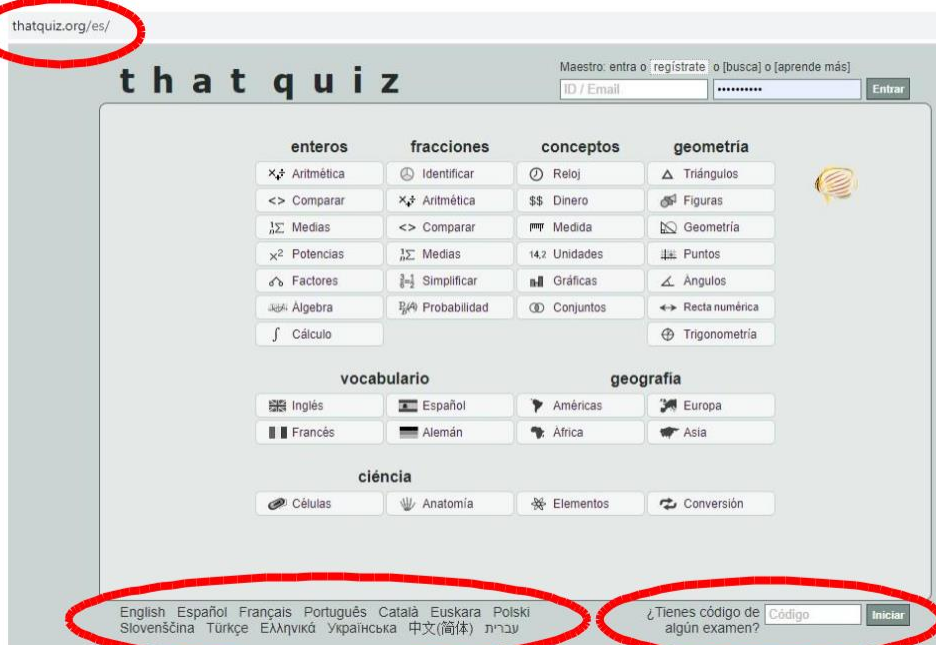 thatquiz.org/es/
thatquiz
Maestro: entra o regístrate o [busca] o [aprende más]
ID / Email •••••••••• Entrar
enteros fracciones conceptos geometría
Aritmética Identificar Reloj Triángulos
<> Comparar Aritmética $$ Dinero Figuras
Medias <> Comparar Medida Geometría
x² Potencias Medias 14,2 Unidades Puntos
Factores Simplificar Gráficas Ángulos
Álgebra Probabilidad Conjuntos Recta numérica
∫ Cálculo Trigonometría
vocabulario geografía
Inglés Español Américas Europa
Francés Alemán África Asia
ciéncia
Células Anatomía Elementos Conversión
English Español Français Português Català Euskara Polski
Slovenščina Türkçe Ελληνικά Українська 中文(简体) עברית
¿Tienes código de
algún examen?
Código Iniciar